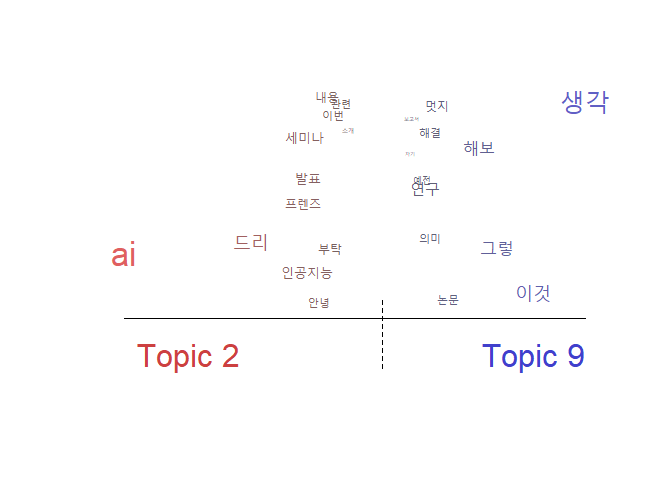 생각
내용
관련
멋지
이번
소개
해결
세미나
해보
발표
예전
연구
프렌즈
드리
의미
부탁
그렇
ai
인공지능
이것
안녕
논문
Topic 2
Topic 9